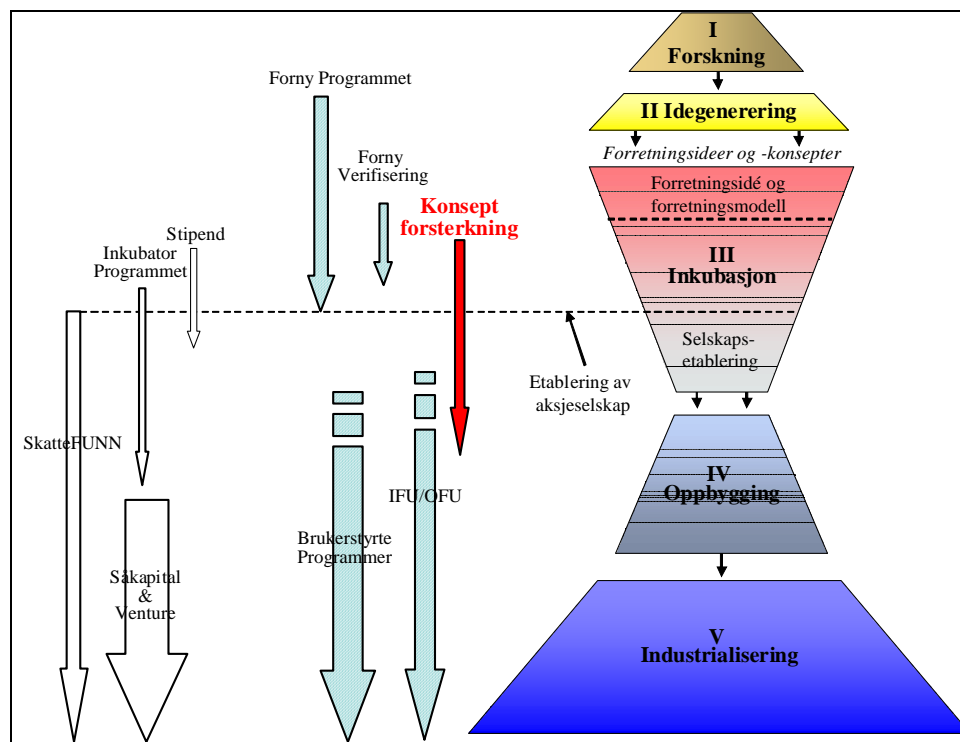 Forny Programmet
Forny
Verifisering
Konsept
forsterkning
Stipend
Inkubator
Programmet
SkatteFUNN
Såkapital
&
Venture
Brukerstyrte
Programmer
IFU/OFU
Etablering av
aksjeselskap
I
Forskning
II Idegenerering
Forretningsideer og -konsepter
Forretningsidé og
forretningsmodell
III
Inkubasjon
Selskaps-
etablering
IV
Oppbygging
V
Industrialisering